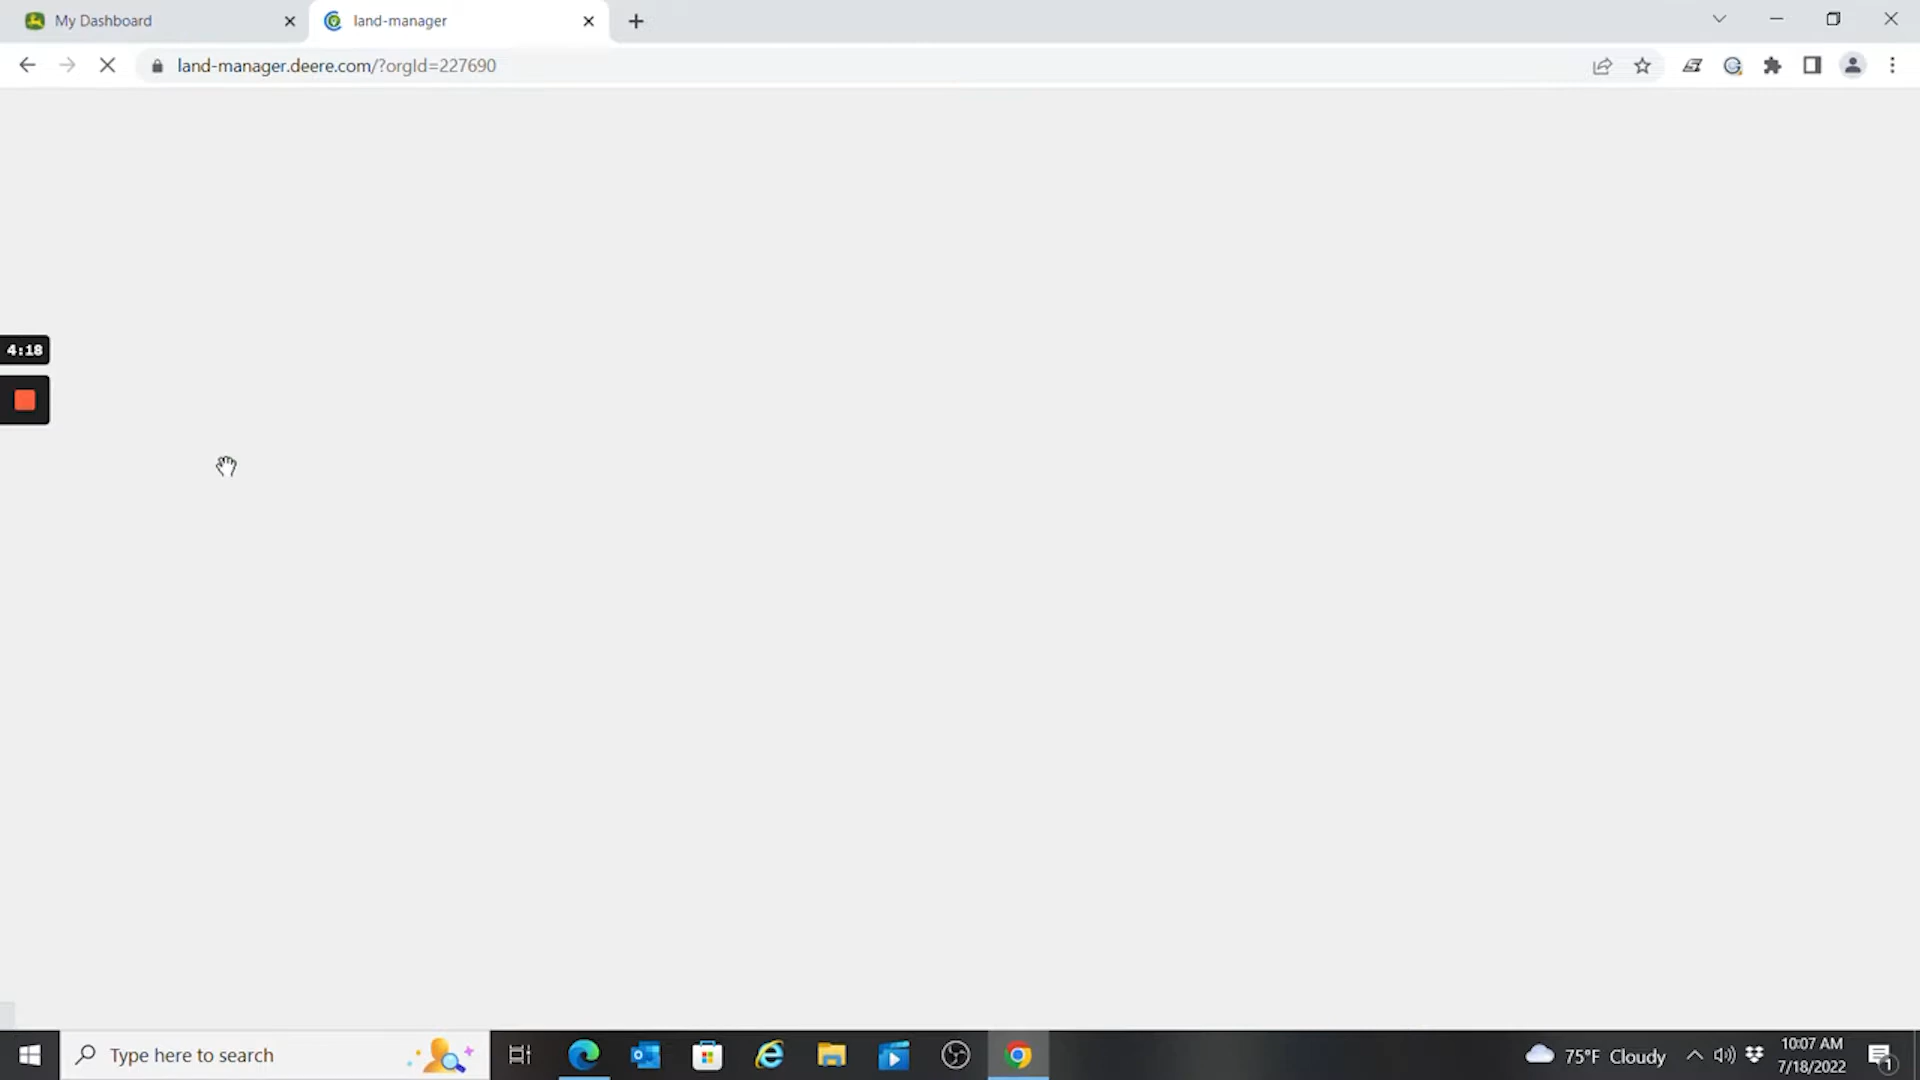 My Dashboard
land-manager
land-manager.deere.com/?orgId=227690
4:18
Type here to search
75°F Cloudy
10:07 AM
7/18/2022
1